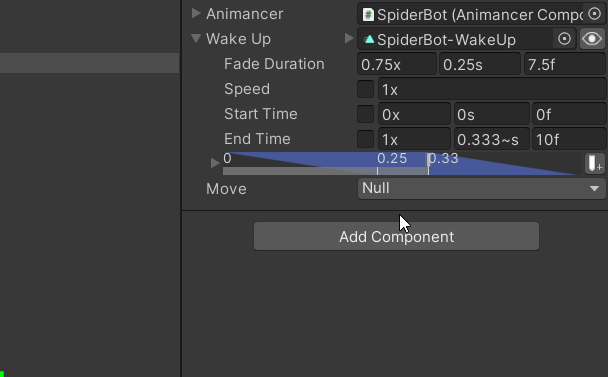 Animancer SpiderBot (Animancer Compo
Wake Up SpiderBot-WakeUp
Fade Duration 0.75x 0.25s 7.5f
Speed 1x
Start Time 0x 0s 0f
End Time 1x 0.333~s 10f
0 0.25 0.33
Move Null
Add Component